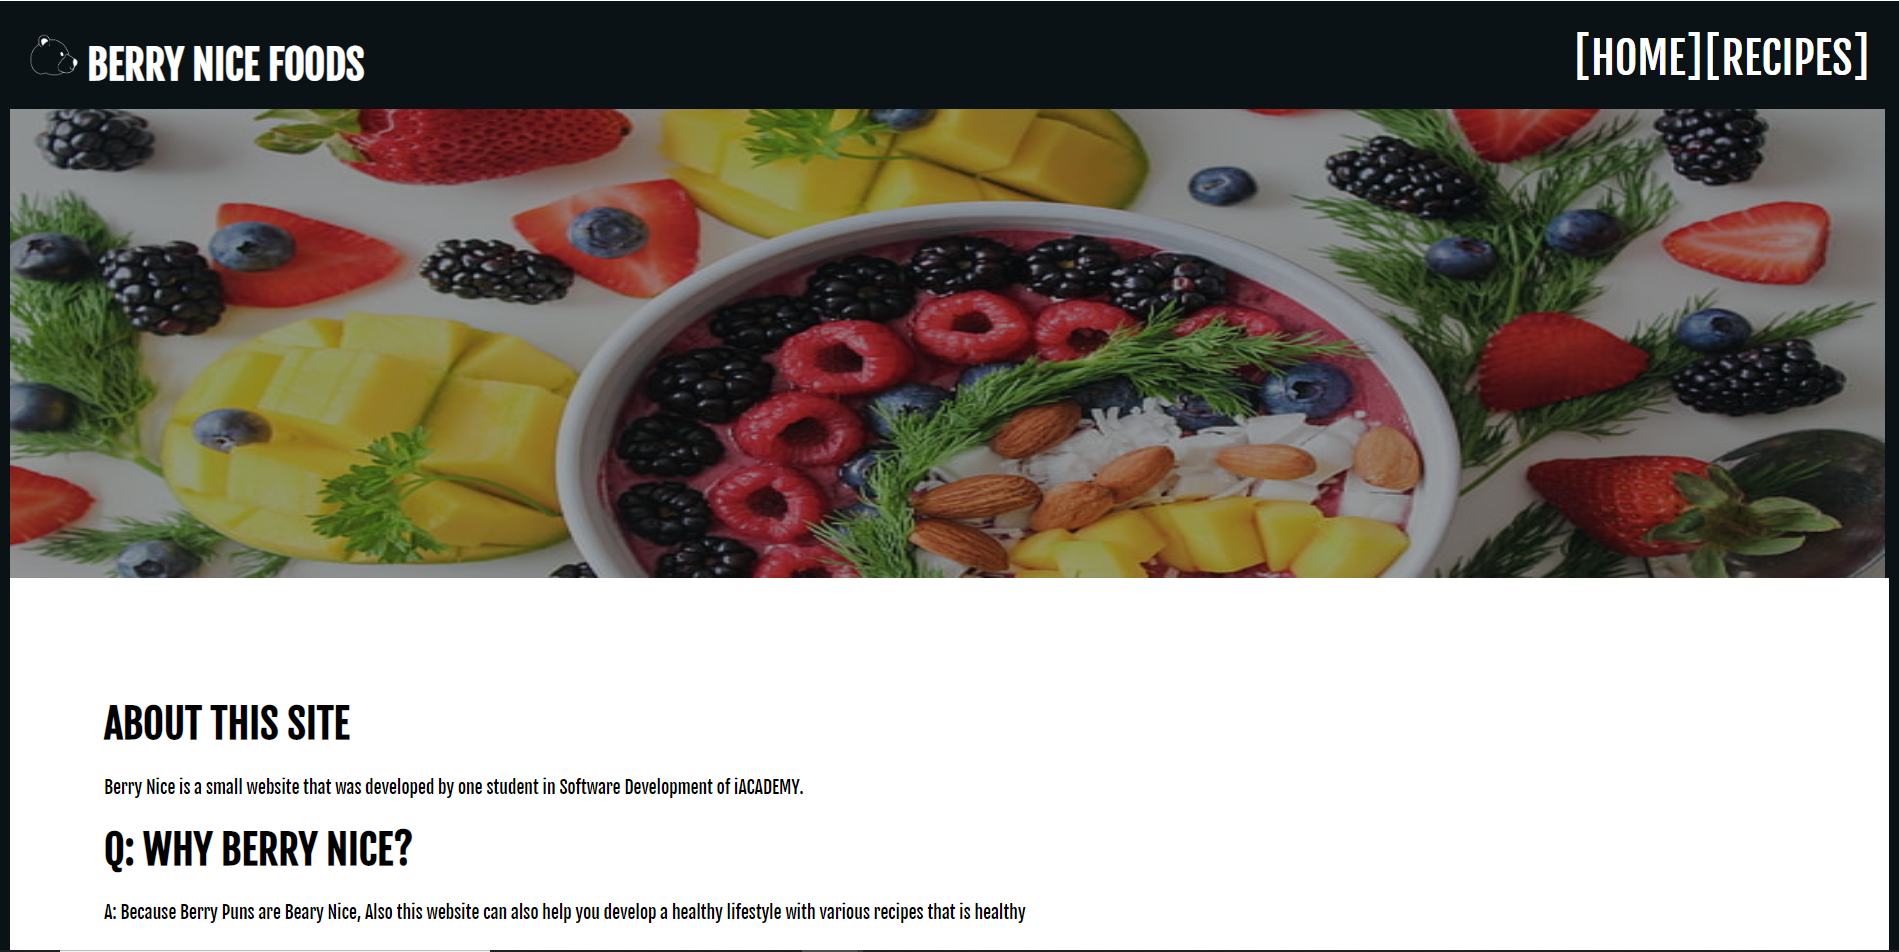 BERRY NICE FOODS
[HOME][RECIPES]
ABOUT THIS SITE
Berry Nice is a small website that was developed by one student in Software Development of iACADEMY.
Q: WHY BERRY NICE?
A: Because Berry Puns are Beary Nice, Also this website can also help you develop a healthy lifestyle with various recipes that is healthy